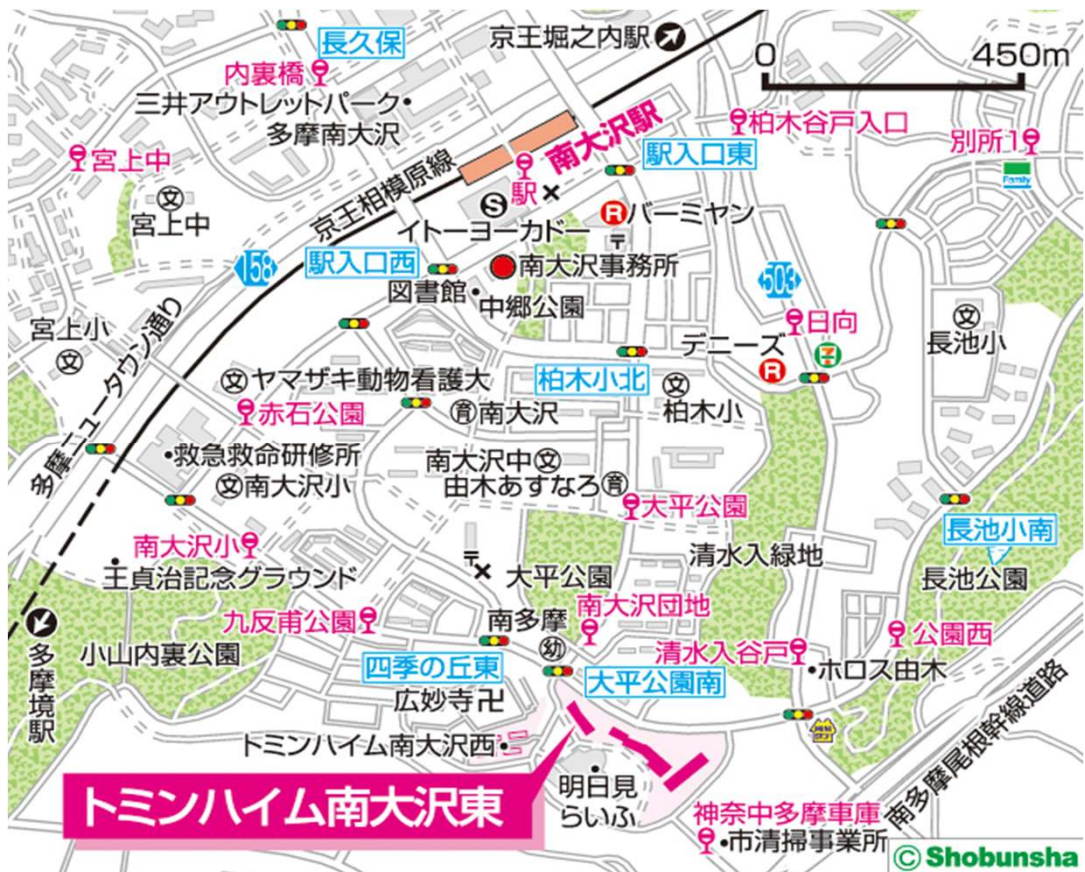 長久保
京王堀之内駅
0 450m
内裏橋
三井アウトレットパーク
多摩南大沢
南大沢駅
柏木谷戸入口
駅入口東
別所1
Family
宮上中
文
宮上中
駅
京王相模原線
S
イトーヨーカドー
R バーミヤン
〒
158
駅入口西
南大沢事務所
503
図書館
中郷公園
宮上小
文
多摩ニュータウン通り
日向
文
長池小
デニーズ
R
7
柏木小北
文
柏木小
文 ヤマザキ動物看護大
赤石公園
育 南大沢
救急救命研修所
文 南大沢小
南大沢中 文
由木あすなろ 育
大平公園
長池小南
南大沢小
王貞治記念グラウンド
〒
大平公園
清水入緑地
長池公園
九反甫公園
南多摩
幼
南大沢団地
公園西
多摩境駅
小山内裏公園
四季の丘東
清水入谷戸
ホロス由木
大平公園南
広妙寺 卍
トミンハイム南大沢西
南多摩尾根幹線道路
トミンハイム南大沢東
明日見
らいふ
神奈中多摩車庫
市清掃事業所
© Shobunsha